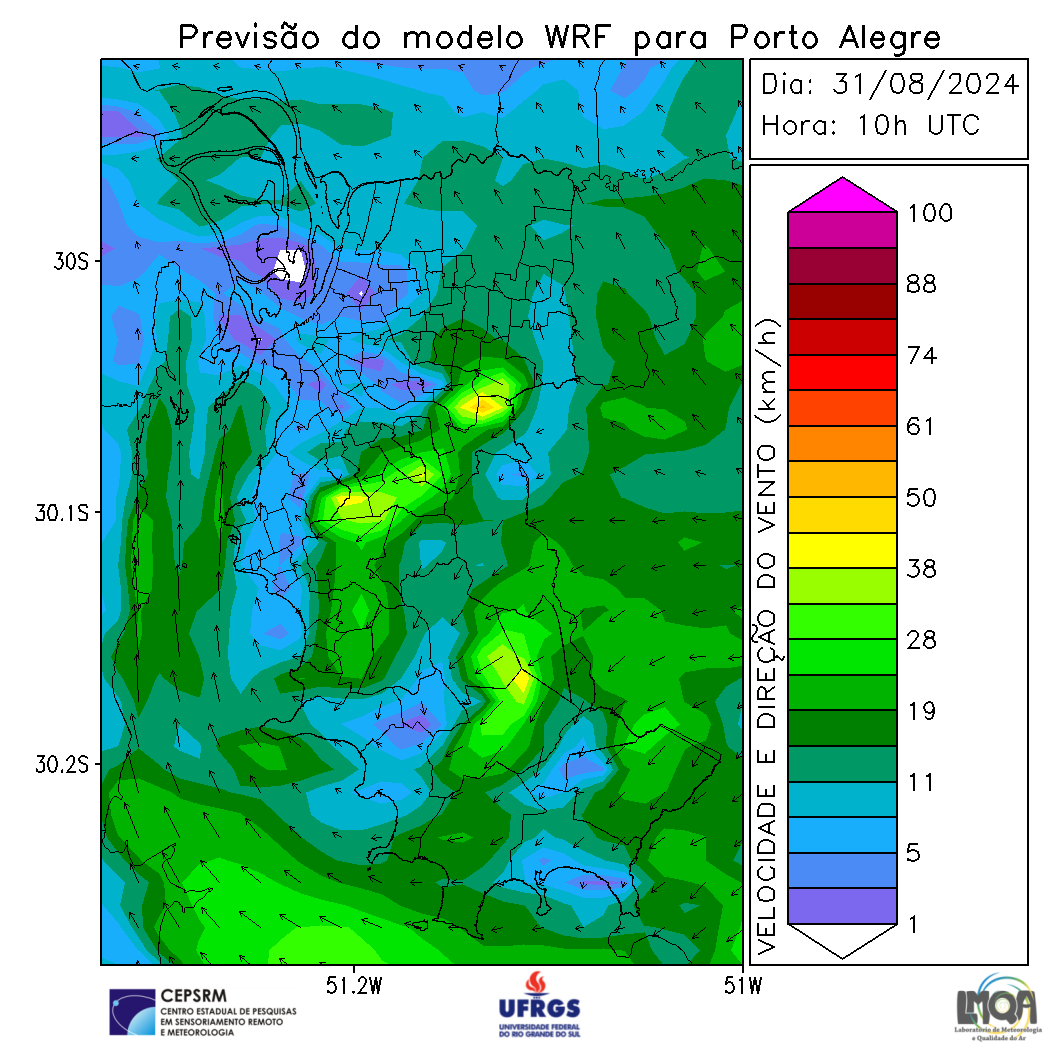 Previsão do modelo WRF para Porto Alegre
Dia: 31/08/2024
Hora: 10h UTC
30S
30.1S
30.2S
51.2W
51W
VELOCIDADE E DIREÇÃO DO VENTO (km/h)
100
88
74
61
50
38
28
19
11
5
1
CEPSRM
CENTRO ESTADUAL DE PESQUISAS
EM SENSORIAMENTO REMOTO
E METEOROLOGIA
UFRGS
UNIVERSIDADE FEDERAL
DO RIO GRANDE DO SUL
LMQA
Laboratório de Meteorologia
e Qualidade do Ar